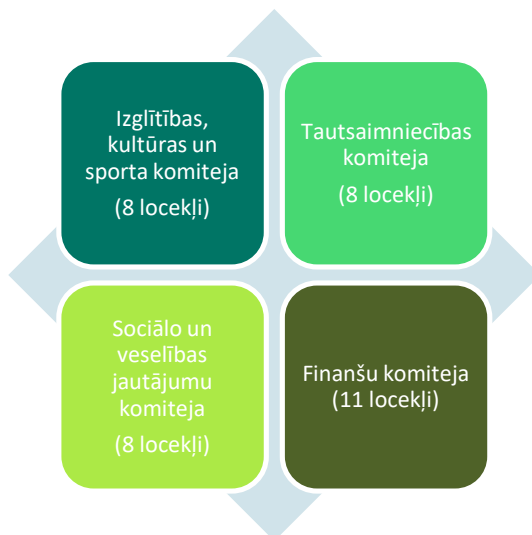 Izglītības,
kultūras un
sporta komiteja
(8 locekļi)
Tautsaimniecības
komiteja
(8 locekļi)
Sociālo un
veselības
jautājumu
komiteja
(8 locekļi)
Finanšu komiteja
(11 locekļi)